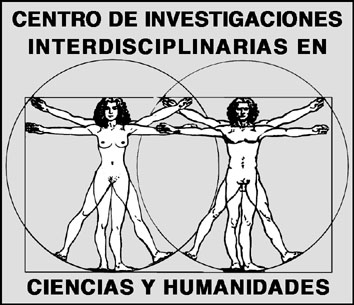 CENTRO DE INVESTIGACIONES
INTERDISCIPLINARIAS EN
CIENCIAS Y HUMANIDADES